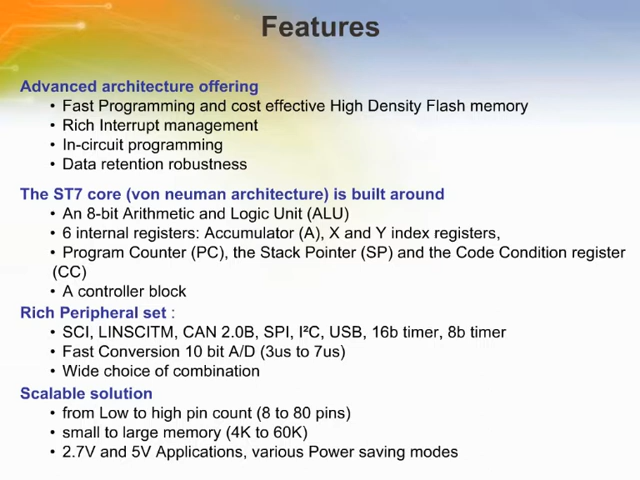 Features
Advanced architecture offering
• Fast Programming and cost effective High Density Flash memory
• Rich Interrupt management
• In-circuit programming
• Data retention robustness
The ST7 core (von neuman architecture) is built around
• An 8-bit Arithmetic and Logic Unit (ALU)
• 6 internal registers: Accumulator (A), X and Y index registers,
• Program Counter (PC), the Stack Pointer (SP) and the Code Condition register
(CC)
• A controller block
Rich Peripheral set :
• SCI, LINSCITM, CAN 2.0B, SPI, I²C, USB, 16b timer, 8b timer
• Fast Conversion 10 bit A/D (3us to 7us)
• Wide choice of combination
Scalable solution
• from Low to high pin count (8 to 80 pins)
• small to large memory (4K to 60K)
• 2.7V and 5V Applications, various Power saving modes